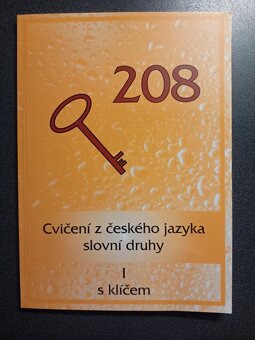 208
Cvičení z českého jazyka
slovní druhy
I
s klíčem